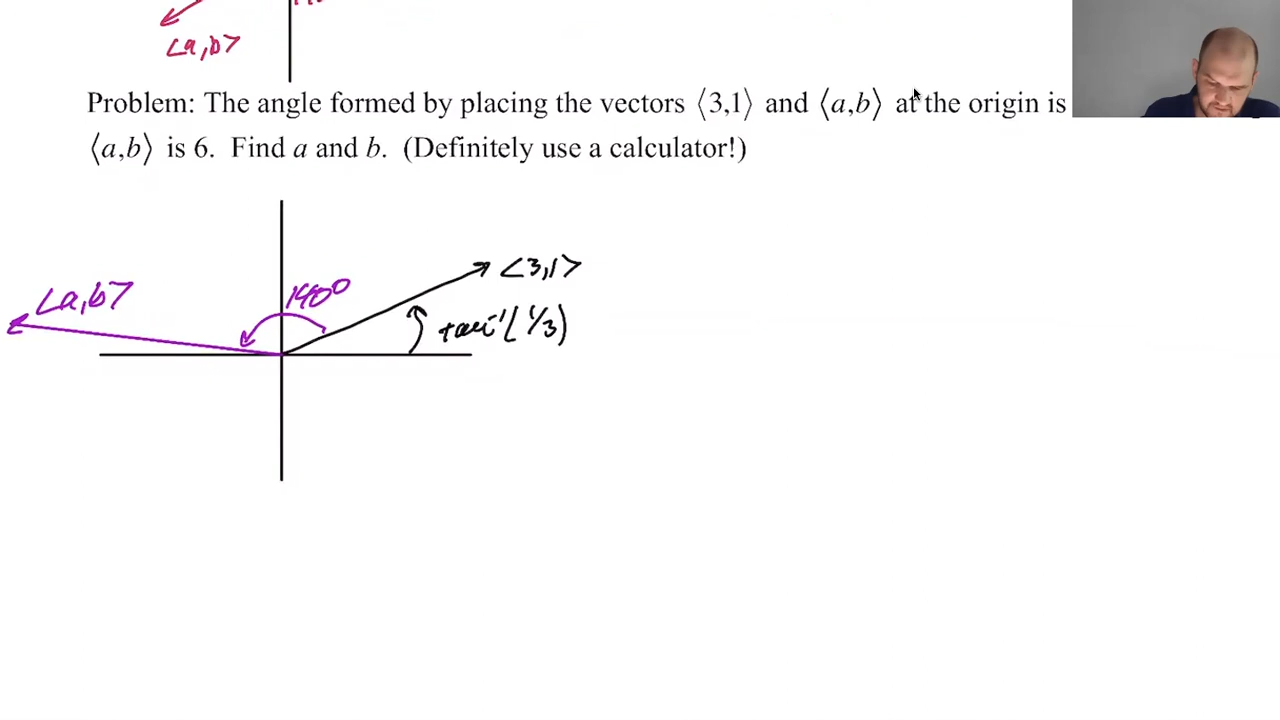 <a,b>
Problem: The angle formed by placing the vectors ⟨3,1⟩ and ⟨a,b⟩ at the origin is
⟨a,b⟩ is 6. Find a and b. (Definitely use a calculator!)
<3,1>
<a,b>
140°
tan⁻¹(1/3)